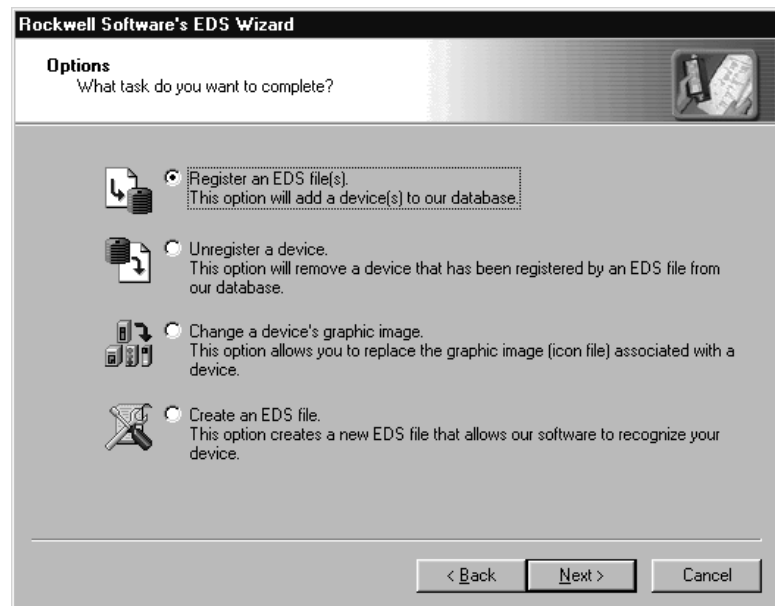 Rockwell Software's EDS Wizard
Options
What task do you want to complete?
Register an EDS file(s).
This option will add a device(s) to our database.
Unregister a device.
This option will remove a device that has been registered by an EDS file from
our database.
Change a device's graphic image.
This option allows you to replace the graphic image (icon file) associated with a
device.
Create an EDS file.
This option creates a new EDS file that allows our software to recognize your
device.
< Back Next > Cancel